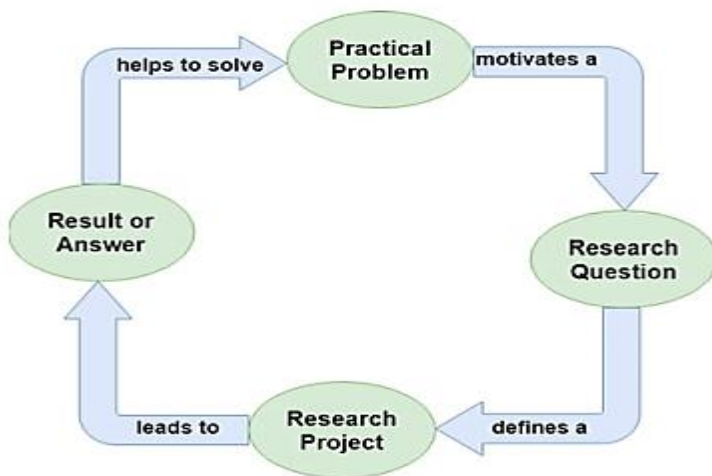 Practical
Problem
motivates a
Research
Question
defines a
Research
Project
leads to
Result or
Answer
helps to solve